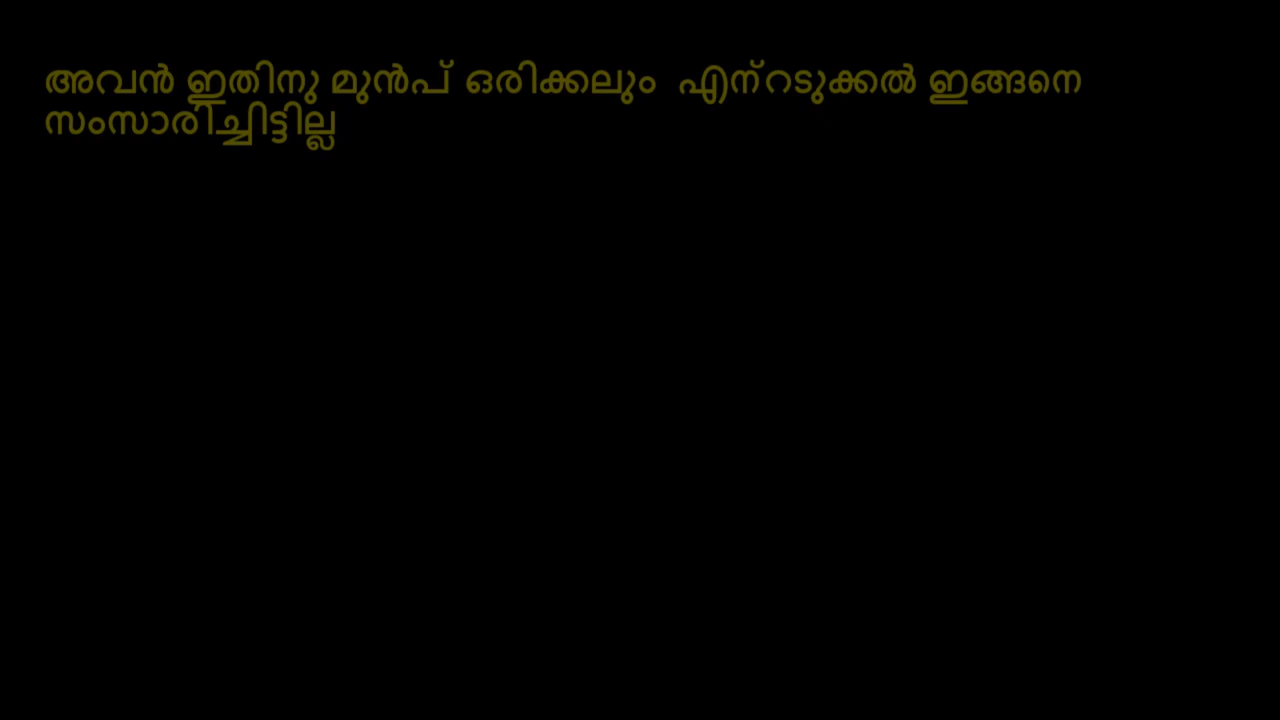 അവൻ ഇതിനു മുൻപ് ഒരിക്കലും എന്റടുക്കൽ ഇങ്ങനെ
സംസാരിച്ചിട്ടില്ല